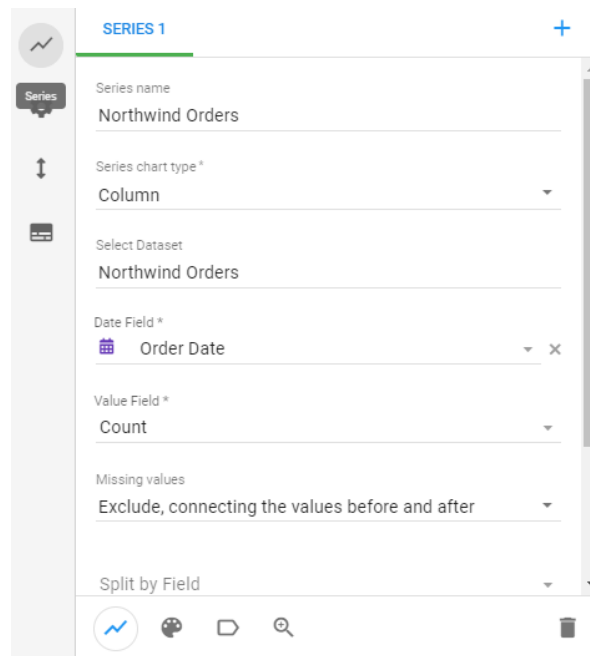 SERIES 1
Series
Series name
Northwind Orders
Series chart type *
Column
Select Dataset
Northwind Orders
Date Field *
Order Date
Value Field *
Count
Missing values
Exclude, connecting the values before and after
Split by Field